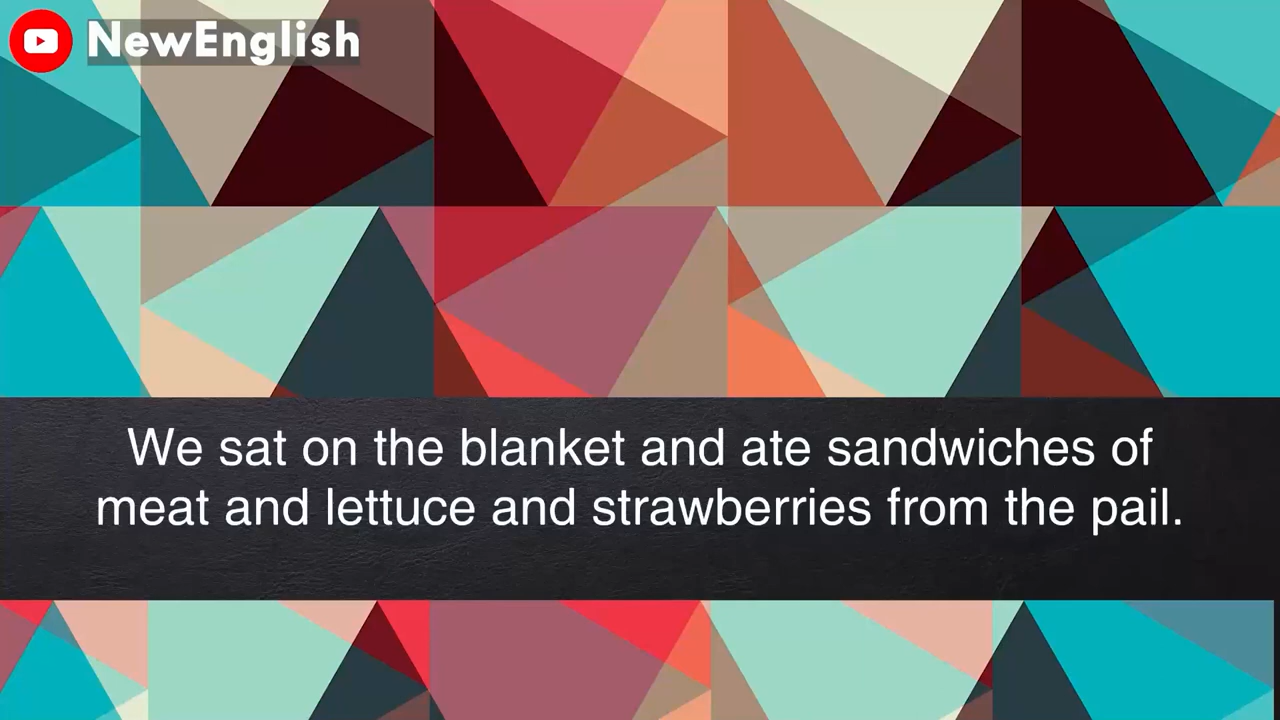 NewEnglish
We sat on the blanket and ate sandwiches of
meat and lettuce and strawberries from the pail.